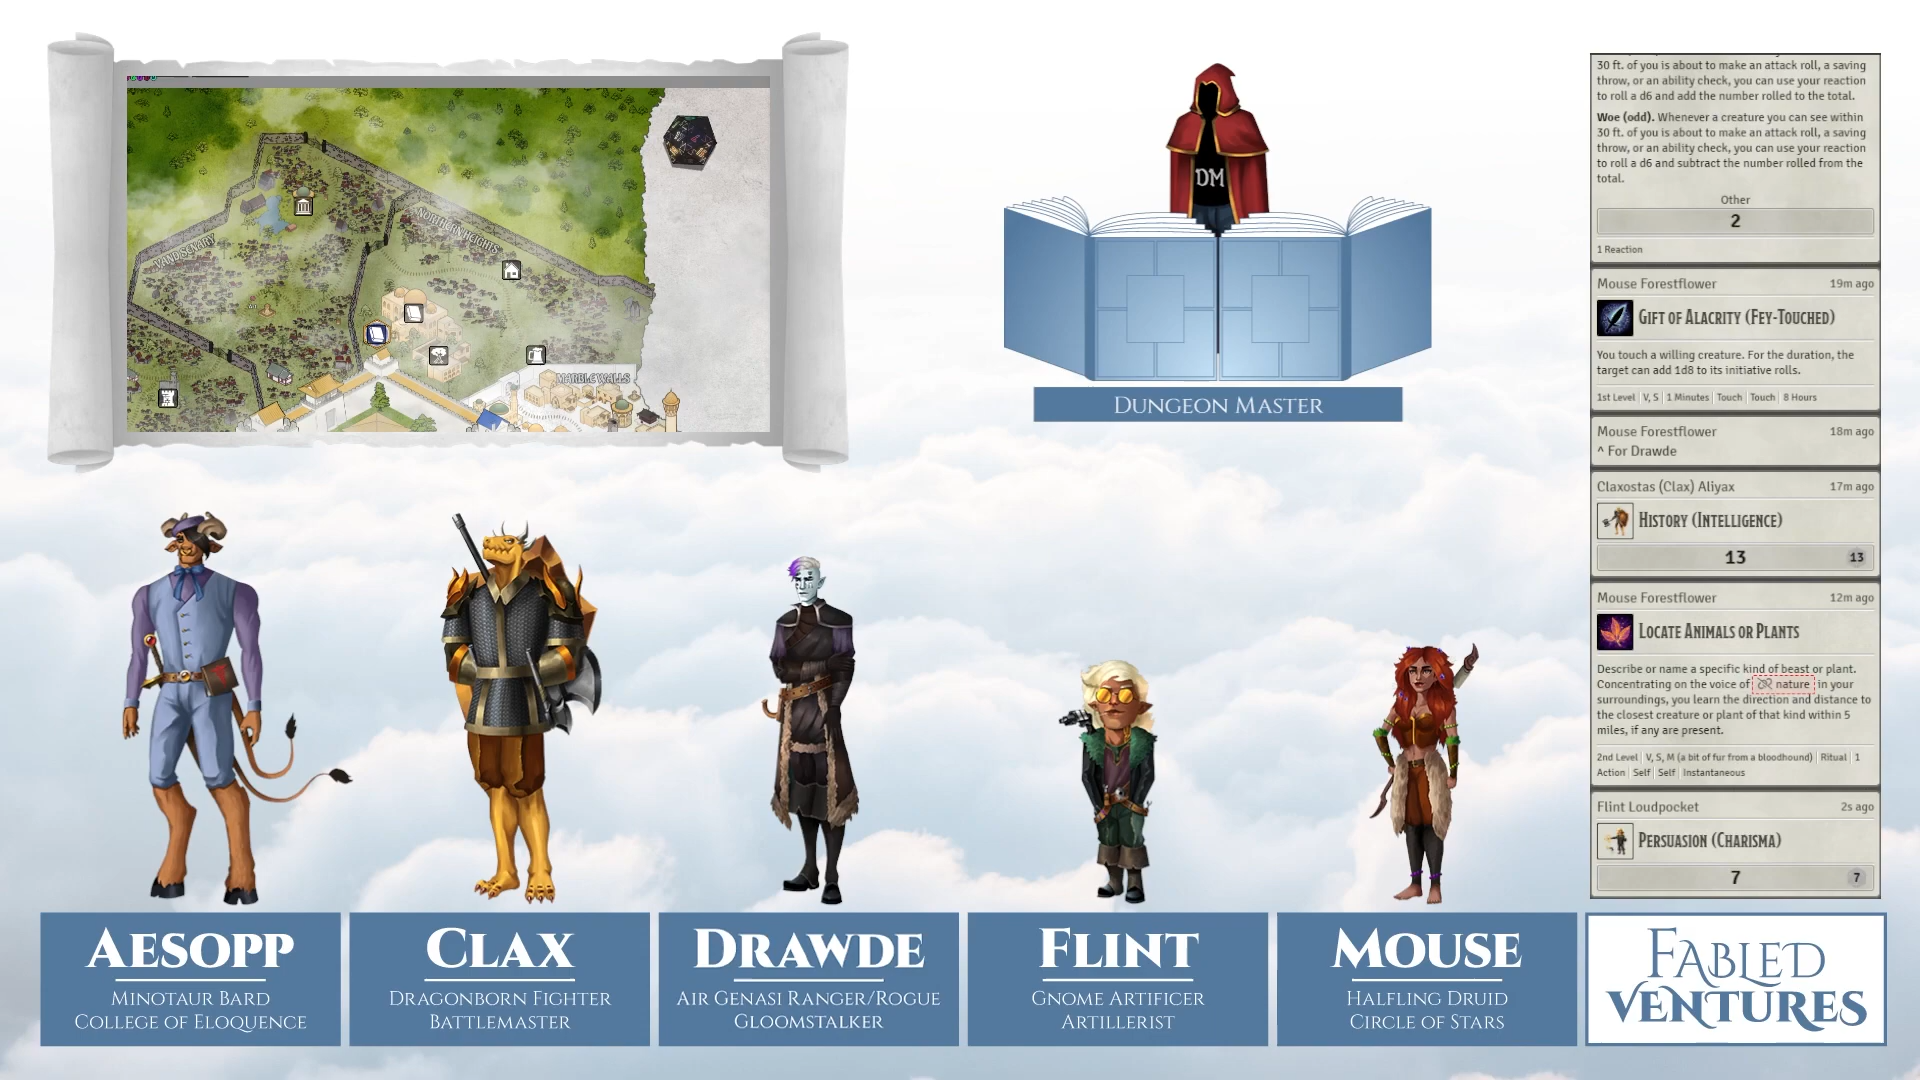 VAND SENARY
NORTHERN HEIGHTS
MARBLE WALLS
DM
DUNGEON MASTER
30 ft. of you is about to make an attack roll, a saving
throw, or an ability check, you can use your reaction
to roll a d6 and add the number rolled to the total.
Woe (odd). Whenever a creature you can see within
30 ft. of you is about to make an attack roll, a saving
throw, or an ability check, you can use your reaction
to roll a d6 and subtract the number rolled from the
total.
Other
2
1 Reaction
Mouse Forestflower 19m ago
GIFT OF ALACRITY (FEY-TOUCHED)
You touch a willing creature. For the duration, the
target can add 1d8 to its initiative rolls.
1st Level | V, S | 1 Minutes | Touch | Touch | 8 Hours
Mouse Forestflower 18m ago
^ For Drawde
Claxostas (Clax) Aliyax 17m ago
HISTORY (INTELLIGENCE)
13 13
Mouse Forestflower 12m ago
LOCATE ANIMALS OR PLANTS
Describe or name a specific kind of beast or plant.
Concentrating on the voice of nature in your
surroundings, you learn the direction and distance to
the closest creature or plant of that kind within 5
miles, if any are present.
2nd Level | V, S, M (a bit of fur from a bloodhound) | Ritual | 1
Action | Self | Self | Instantaneous
Flint Loudpocket 2s ago
PERSUASION (CHARISMA)
7 7
AESOPP
MINOTAUR BARD
COLLEGE OF ELOQUENCE
CLAX
DRAGONBORN FIGHTER
BATTLEMASTER
DRAWDE
AIR GENASI RANGER/ROGUE
GLOOMSTALKER
FLINT
GNOME ARTIFICER
ARTILLERIST
MOUSE
HALFLING DRUID
CIRCLE OF STARS
FABLED
VENTURES